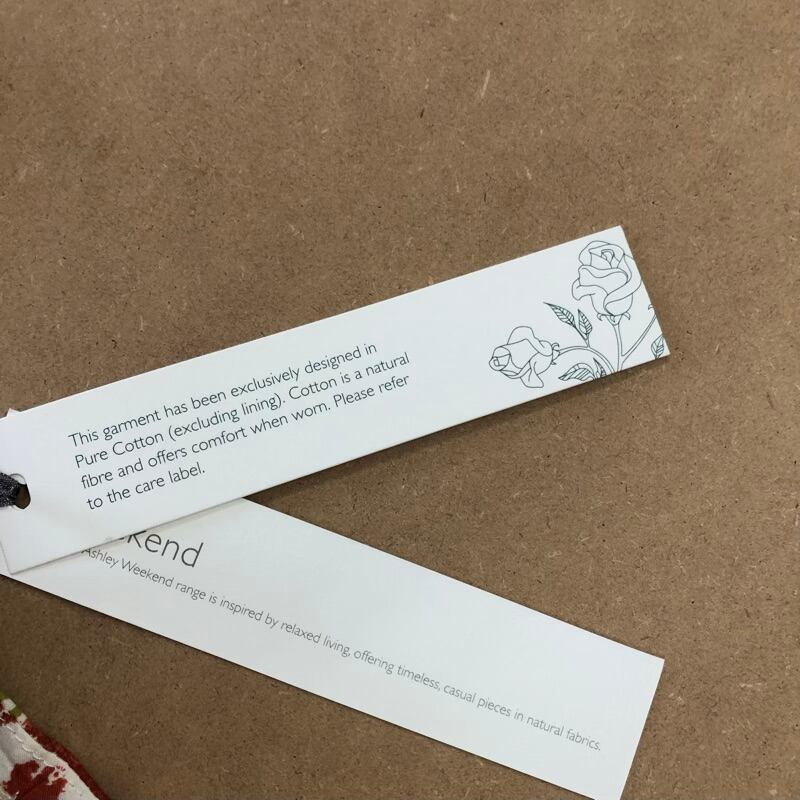 This garment has been exclusively designed in
Pure Cotton (excluding lining). Cotton is a natural
fibre and offers comfort when worn. Please refer
to the care label.
kend
Ashley Weekend range is inspired by relaxed living, offering timeless, casual pieces in natural fabrics.